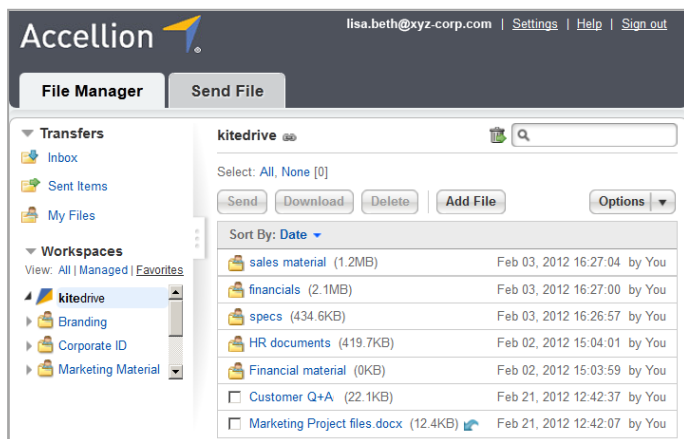 Accellion
lisa.beth@xyz-corp.com | Settings | Help | Sign out
File Manager
Send File
Transfers
Inbox
Sent Items
My Files
Workspaces
View: All | Managed | Favorites
kitedrive
Branding
Corporate ID
Marketing Material
kitedrive
Select: All, None [0]
Send Download Delete Add File Options
Sort By: Date
sales material (1.2MB) Feb 03, 2012 16:27:04 by You
financials (2.1MB) Feb 03, 2012 16:27:00 by You
specs (434.6KB) Feb 03, 2012 16:26:57 by You
HR documents (419.7KB) Feb 02, 2012 15:04:01 by You
Financial material (0KB) Feb 02, 2012 15:03:59 by You
Customer Q+A (22.1KB) Feb 21, 2012 12:42:37 by You
Marketing Project files.docx (12.4KB) Feb 21, 2012 12:42:07 by You